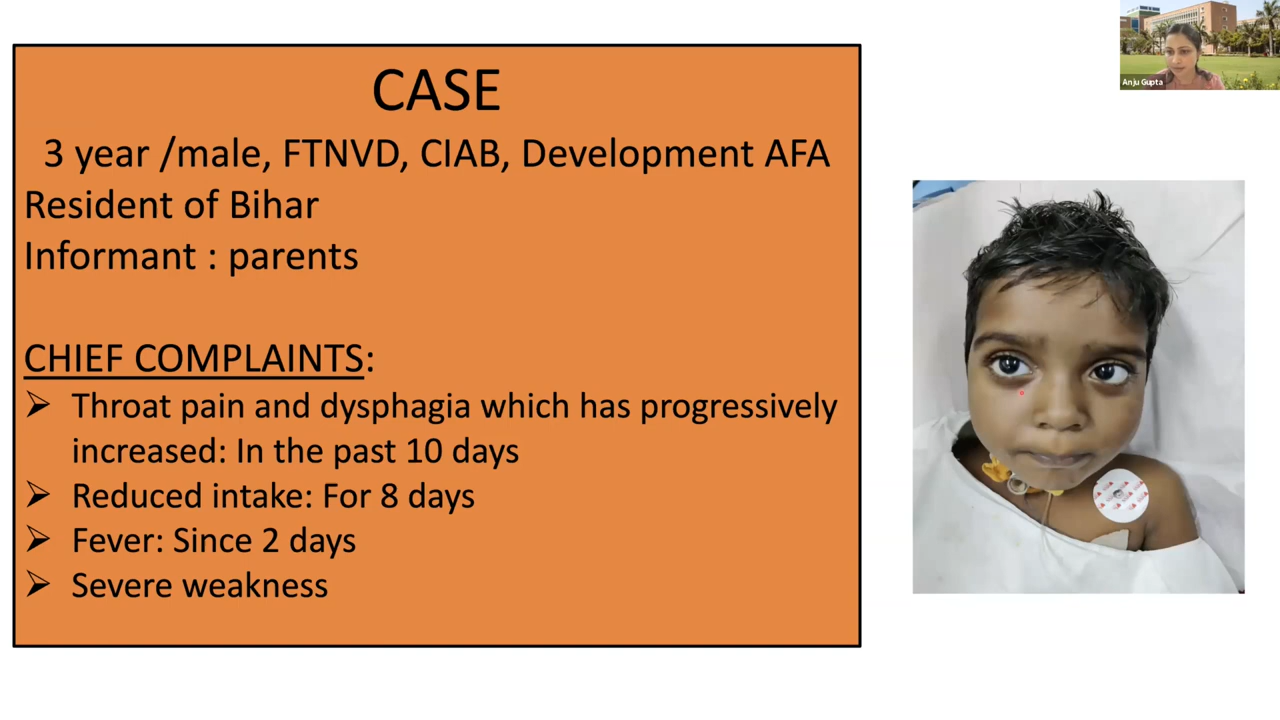 Anju Gupta
CASE
3 year /male, FTNVD, CIAB, Development AFA
Resident of Bihar
Informant : parents
CHIEF COMPLAINTS:
➢ Throat pain and dysphagia which has progressively
increased: In the past 10 days
➢ Reduced intake: For 8 days
➢ Fever: Since 2 days
➢ Severe weakness